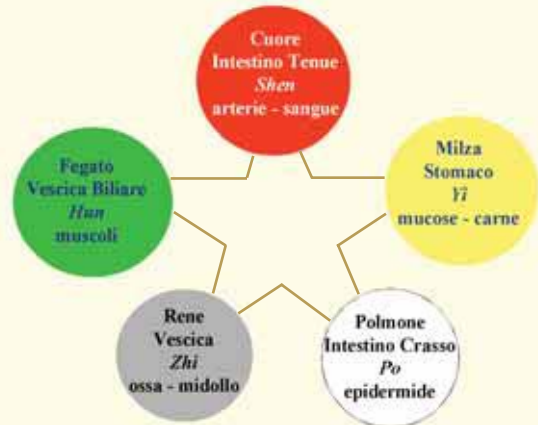 Cuore
Intestino Tenue
Shen
arterie - sangue
Fegato
Vescica Biliare
Hun
muscoli
Milza
Stomaco
Yi
mucose - carne
Rene
Vescica
Zhi
ossa - midollo
Polmone
Intestino Crasso
Po
epidermide